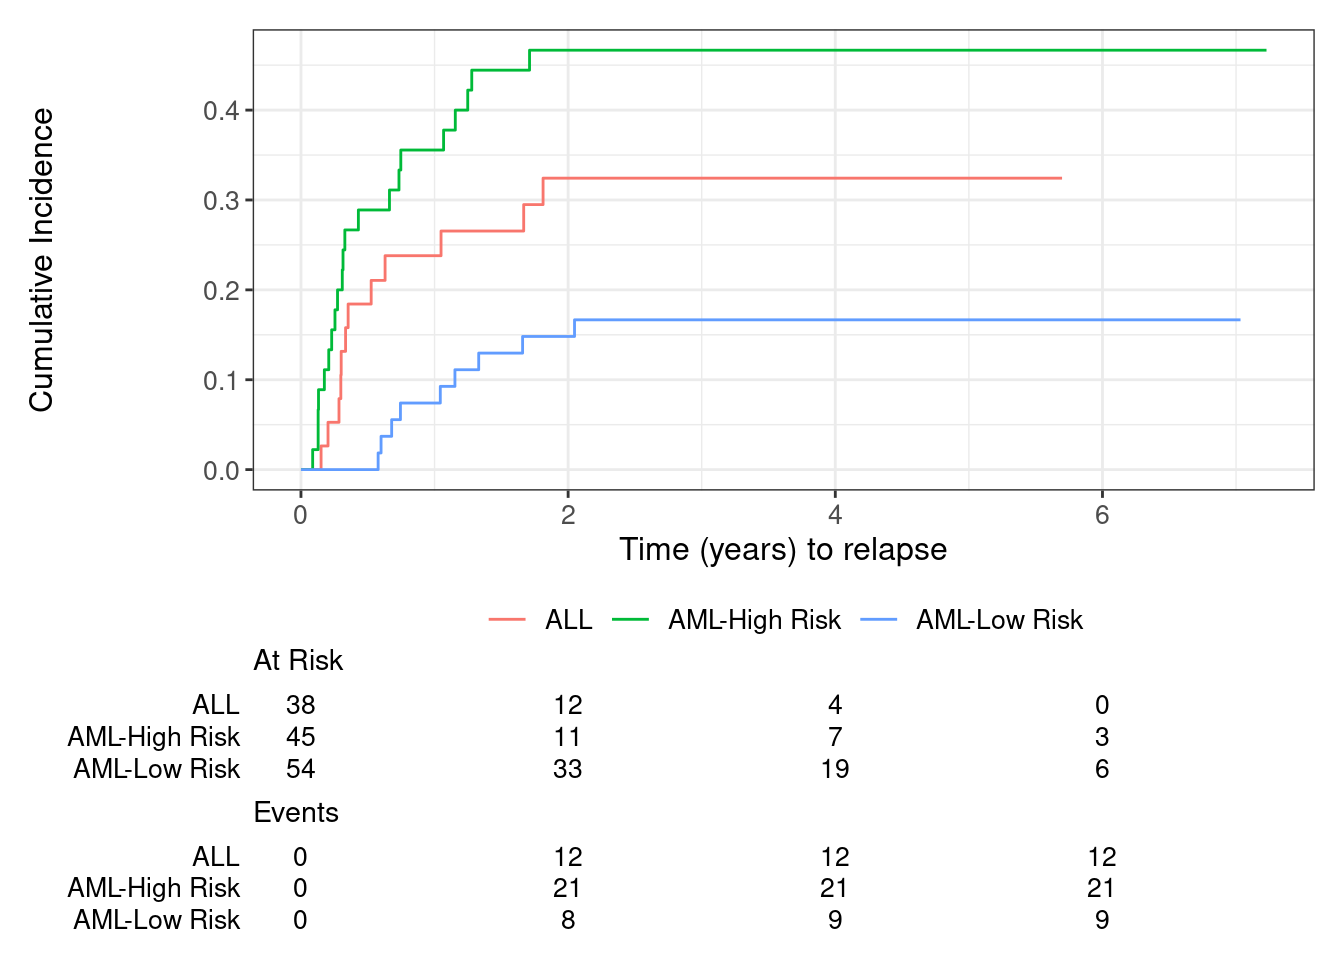 Cumulative Incidence
0.4
0.3
0.2
0.1
0.0
0 2 4 6
Time (years) to relapse
ALL AML-High Risk AML-Low Risk
At Risk
ALL 38 12 4 0
AML-High Risk 45 11 7 3
AML-Low Risk 54 33 19 6
Events
ALL 0 12 12 12
AML-High Risk 0 21 21 21
AML-Low Risk 0 8 9 9